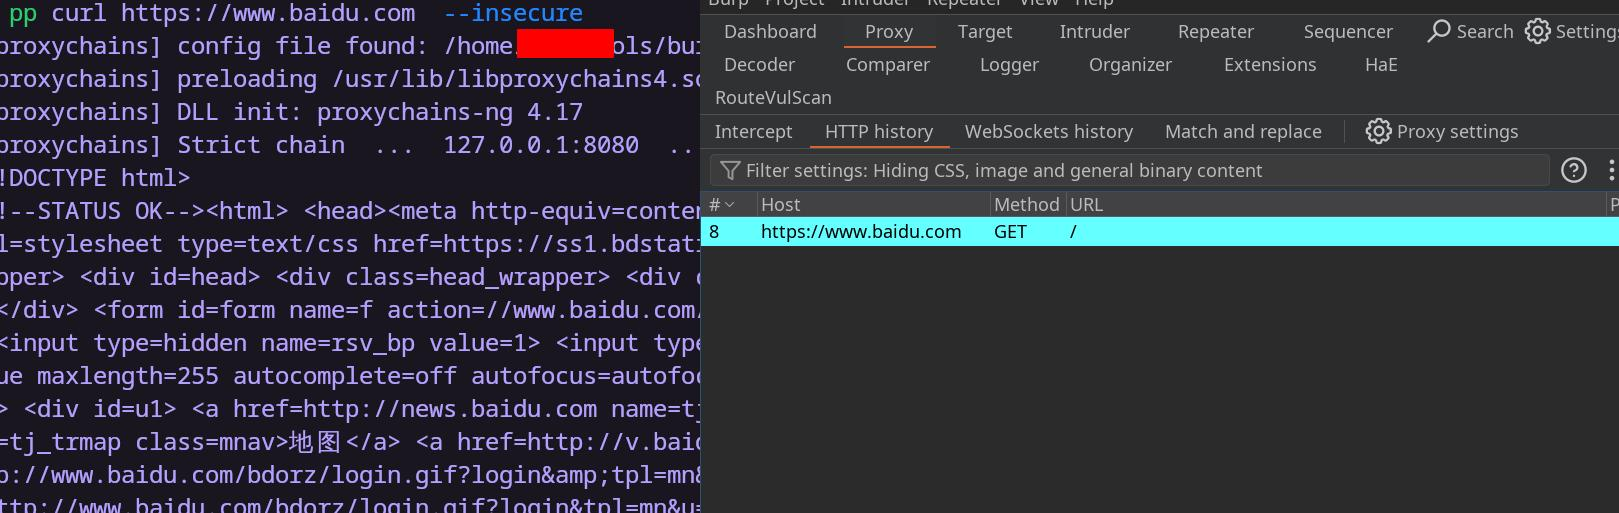 pp curl https://www.baidu.com --insecure
proxychains] config file found: /home/ ols/bu
proxychains] preloading /usr/lib/libproxychains4.so
proxychains] DLL init: proxychains-ng 4.17
proxychains] Strict chain ... 127.0.0.1:8080 ..
!DOCTYPE html>
!--STATUS OK--><html> <head><meta http-equiv=conten
l=stylesheet type=text/css href=https://ss1.bdstati
pper> <div id=head> <div class=head_wrapper> <div c
</div> <form id=form name=f action=//www.baidu.com/
<input type=hidden name=rsv_bp value=1> <input type
ue maxlength=255 autocomplete=off autofocus=autofoc
> <div id=u1> <a href=http://news.baidu.com name=tj
=tj_trmap class=mnav>地图</a> <a href=http://v.baid
p://www.baidu.com/bdorz/login.gif?login&amp;tpl=mn&
ttp://www.baidu.com/bdorz/login.gif?login&tpl=mn&u=
Burp Project Intruder Repeater View Help
Dashboard Proxy Target Intruder Repeater Sequencer Search Settings
Decoder Comparer Logger Organizer Extensions HaE
RouteVulScan
Intercept HTTP history WebSockets history Match and replace Proxy settings
Filter settings: Hiding CSS, image and general binary content
# Host Method URL P
8 https://www.baidu.com GET /